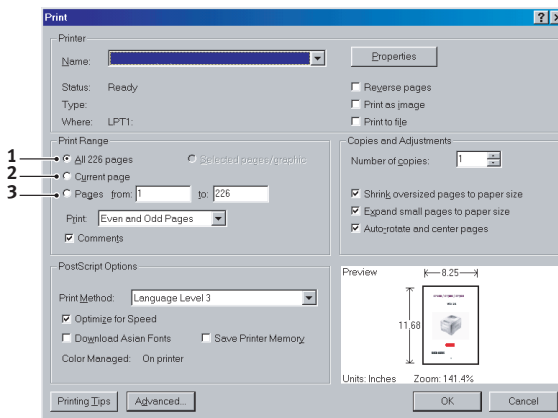 Print
Printer
Name:
Properties
Status: Ready
Type:
Where: LPT1:
Reverse pages
Print as image
Print to file
Print Range
1 All 226 pages Selected pages/graphic
2 Current page
3 Pages from: 1 to: 226
Print: Even and Odd Pages
Comments
Copies and Adjustments
Number of copies: 1
Shrink oversized pages to paper size
Expand small pages to paper size
Auto-rotate and center pages
PostScript Options
Print Method: Language Level 3
Optimize for Speed
Download Asian Fonts Save Printer Memory
Color Managed: On printer
Preview
8.25
11.68
Units: Inches Zoom: 141.4%
Printing Tips Advanced... OK Cancel